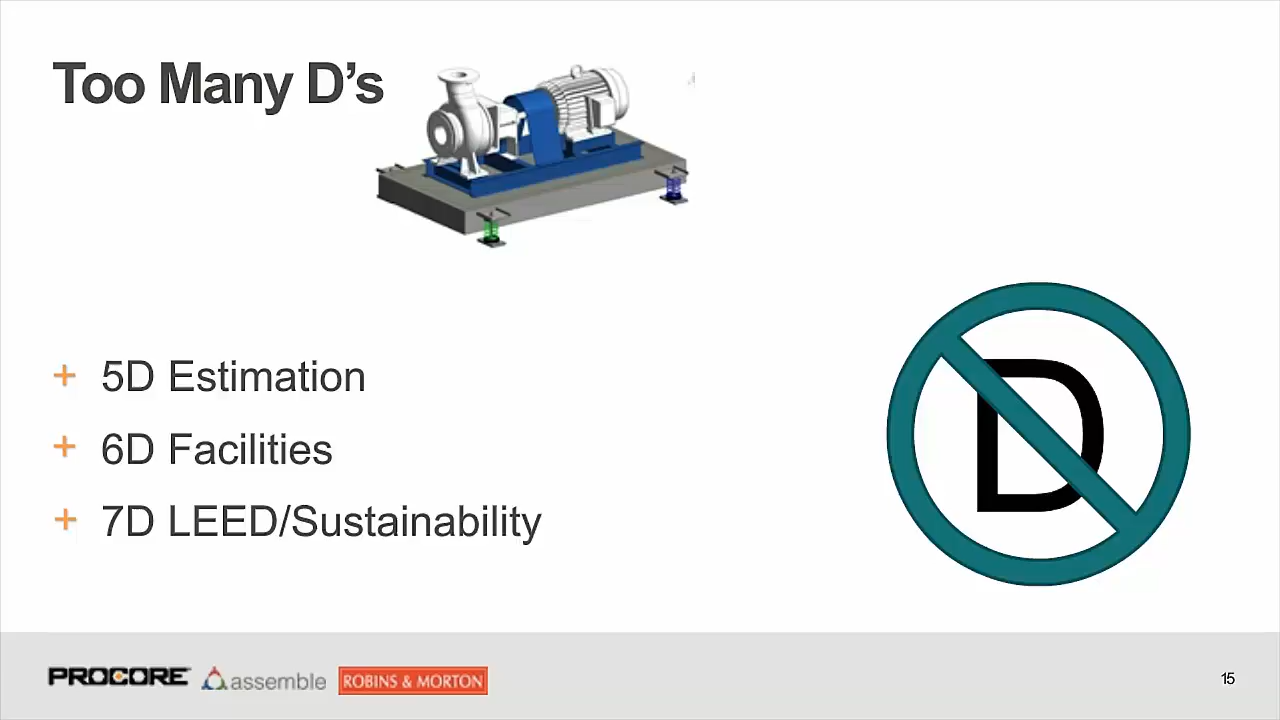 Too Many D's
+ 5D Estimation
+ 6D Facilities
+ 7D LEED/Sustainability
D
PROCORE assemble ROBINS & MORTON
15